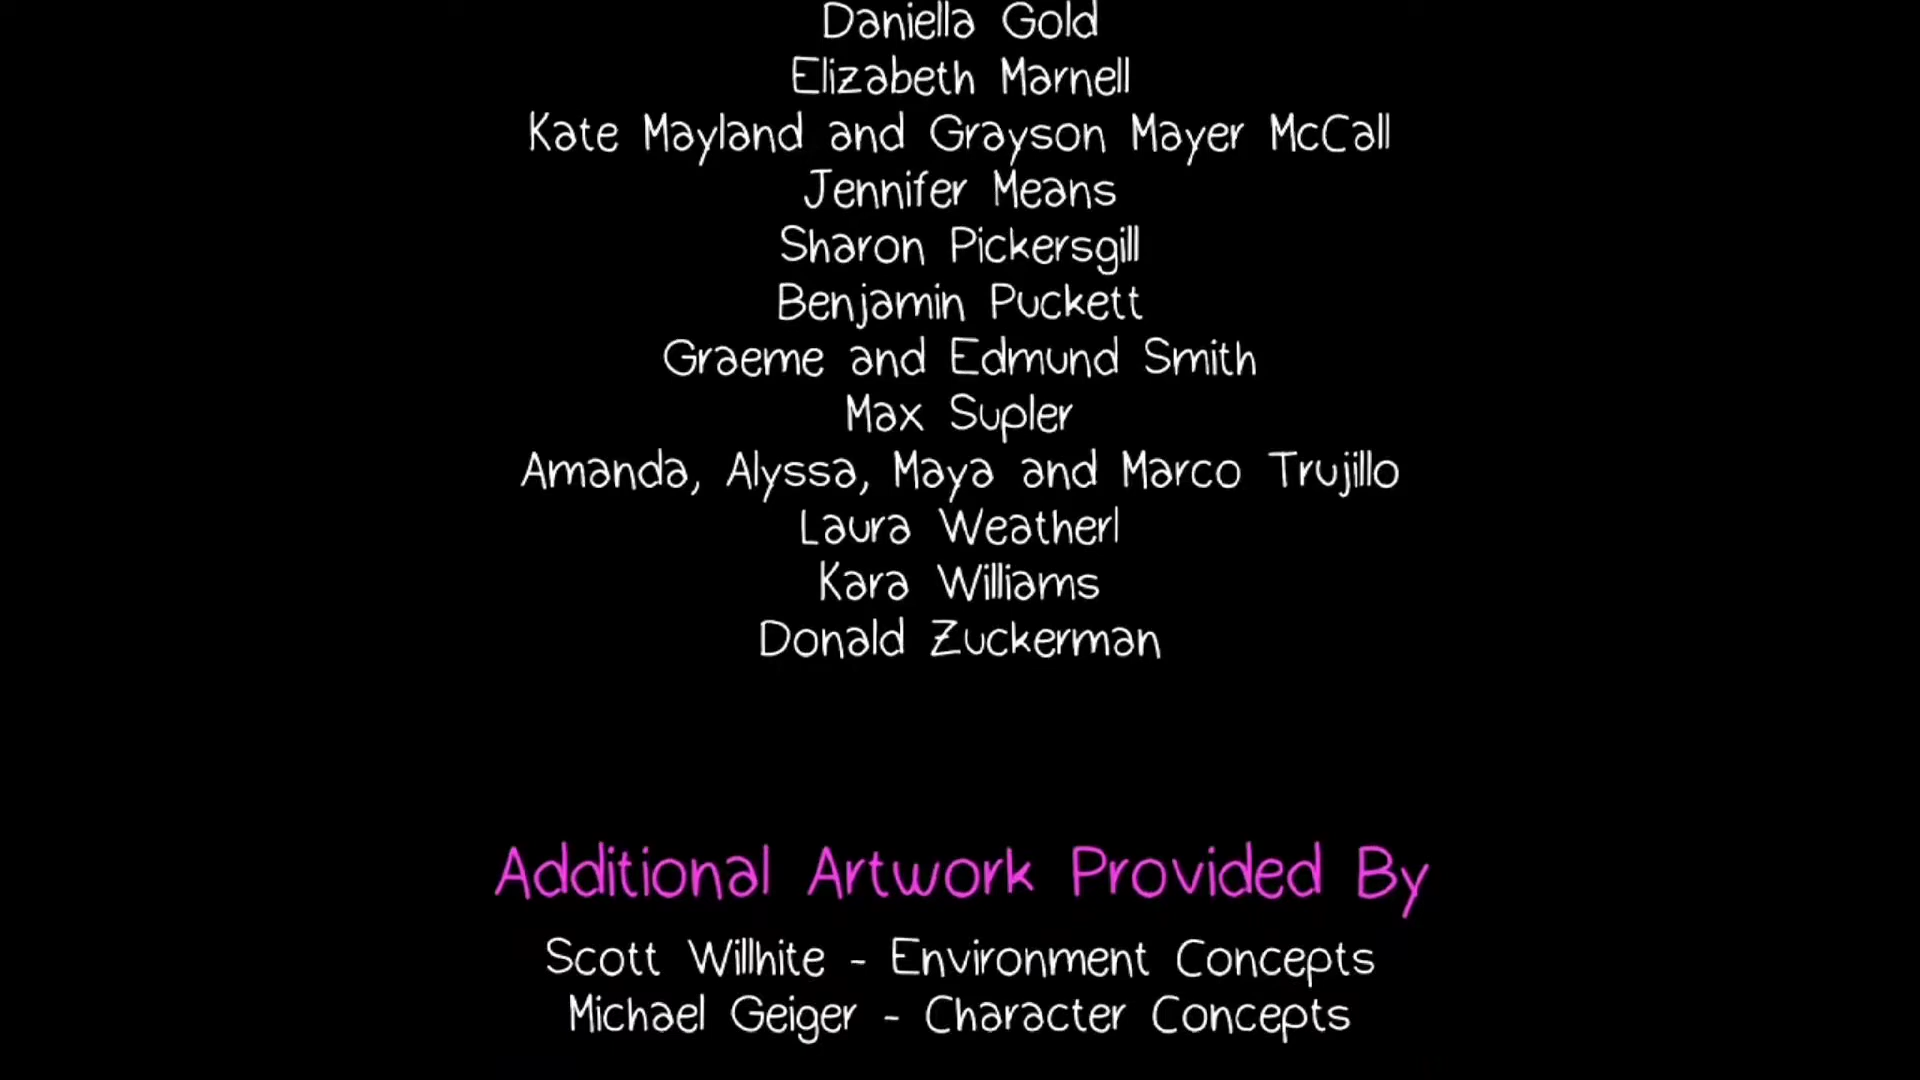 Daniella Gold
Elizabeth Marnell
Kate Mayland and Grayson Mayer McCall
Jennifer Means
Sharon Pickersgill
Benjamin Puckett
Graeme and Edmund Smith
Max Supler
Amanda, Alyssa, Maya and Marco Trujillo
Laura Weatherl
Kara Williams
Donald Zuckerman
Additional Artwork Provided By
Scott Willhite - Environment Concepts
Michael Geiger - Character Concepts